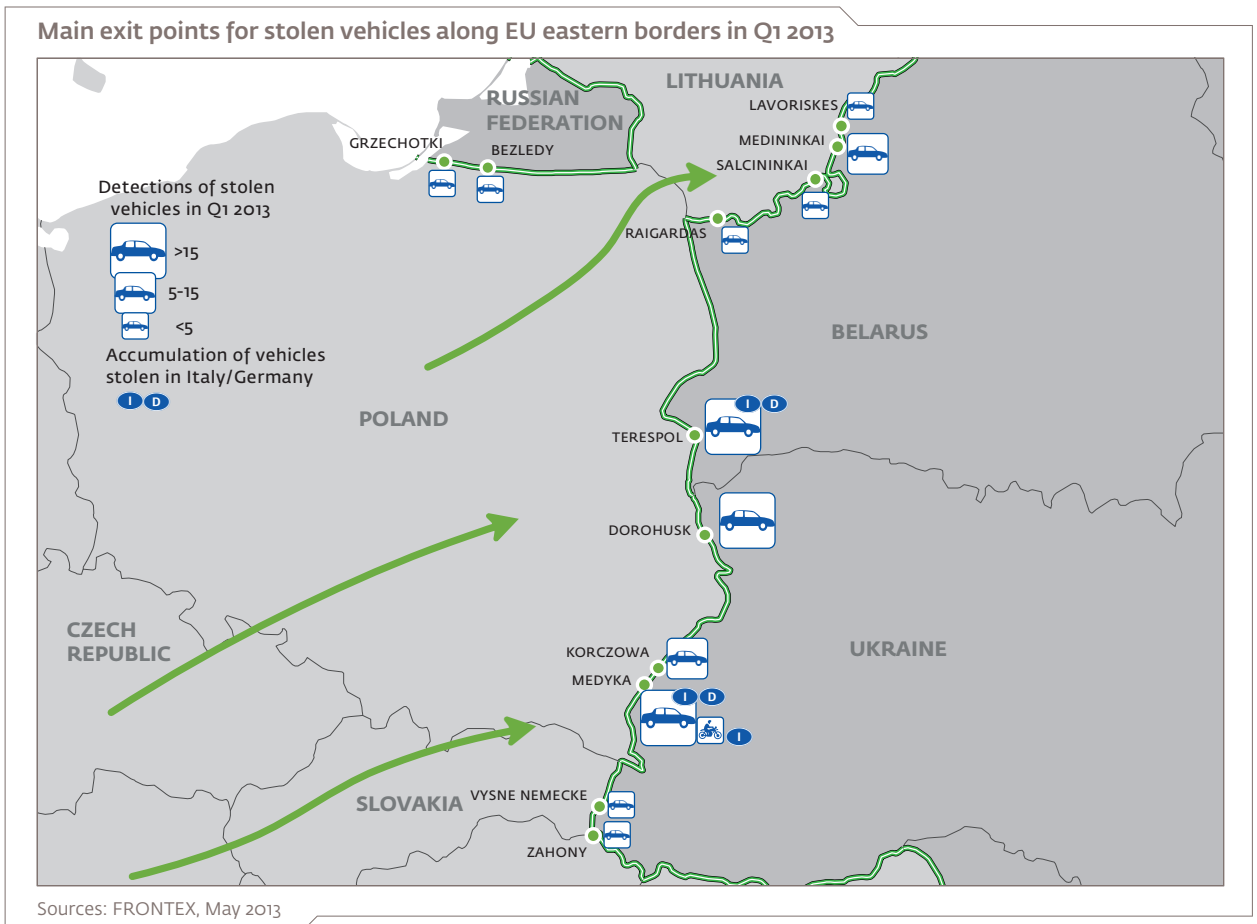 Main exit points for stolen vehicles along EU eastern borders in Q1 2013
LITHUANIA
RUSSIAN
FEDERATION
LAVORISKES
MEDININKAI
SALCININKAI
GRZECHOTKI
BEZLEDY
RAIGARDAS
Detections of stolen
vehicles in Q1 2013
>15
5-15
<5
Accumulation of vehicles
stolen in Italy/Germany
I D
BELARUS
POLAND
I D
TERESPOL
DOROHUSK
CZECH
REPUBLIC
UKRAINE
KORCZOWA
MEDYKA
I D
I
SLOVAKIA
VYSNE NEMECKE
ZAHONY
Sources: FRONTEX, May 2013